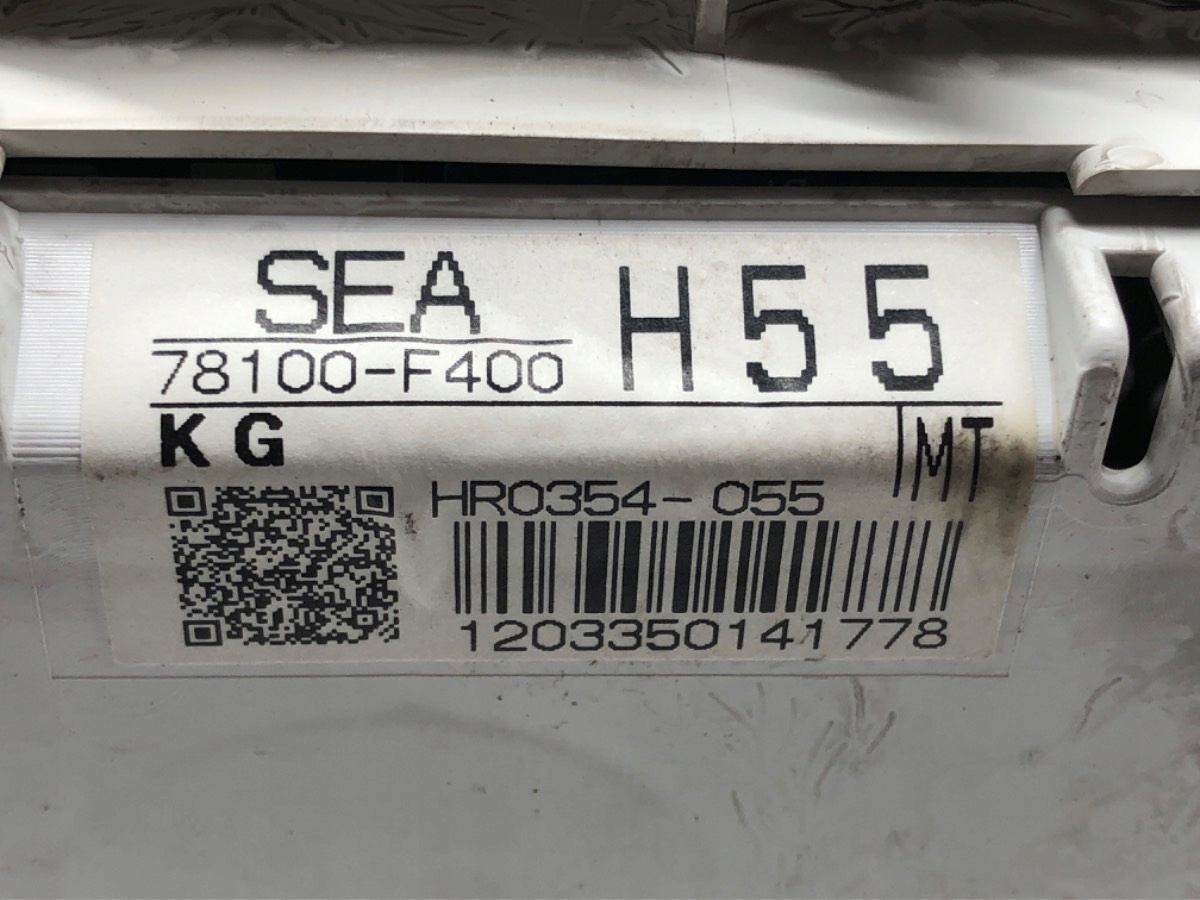 SEA H55
78100-F400
KG MT
HR0354-055
1203350141778